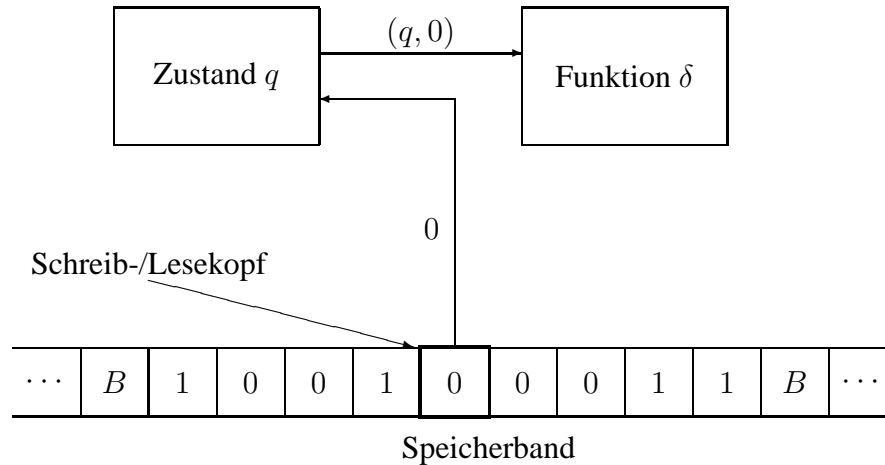 (q, 0)
Zustand q
Funktion δ
0
Schreib-/Lesekopf
⋯ B 1 0 0 1 0 0 0 1 1 B ⋯
Speicherband